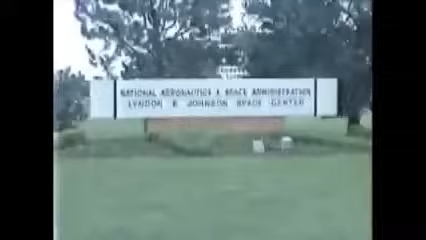 NATIONAL AERONAUTICS & SPACE ADMINISTRATION
LYNDON B JOHNSON SPACE CENTER